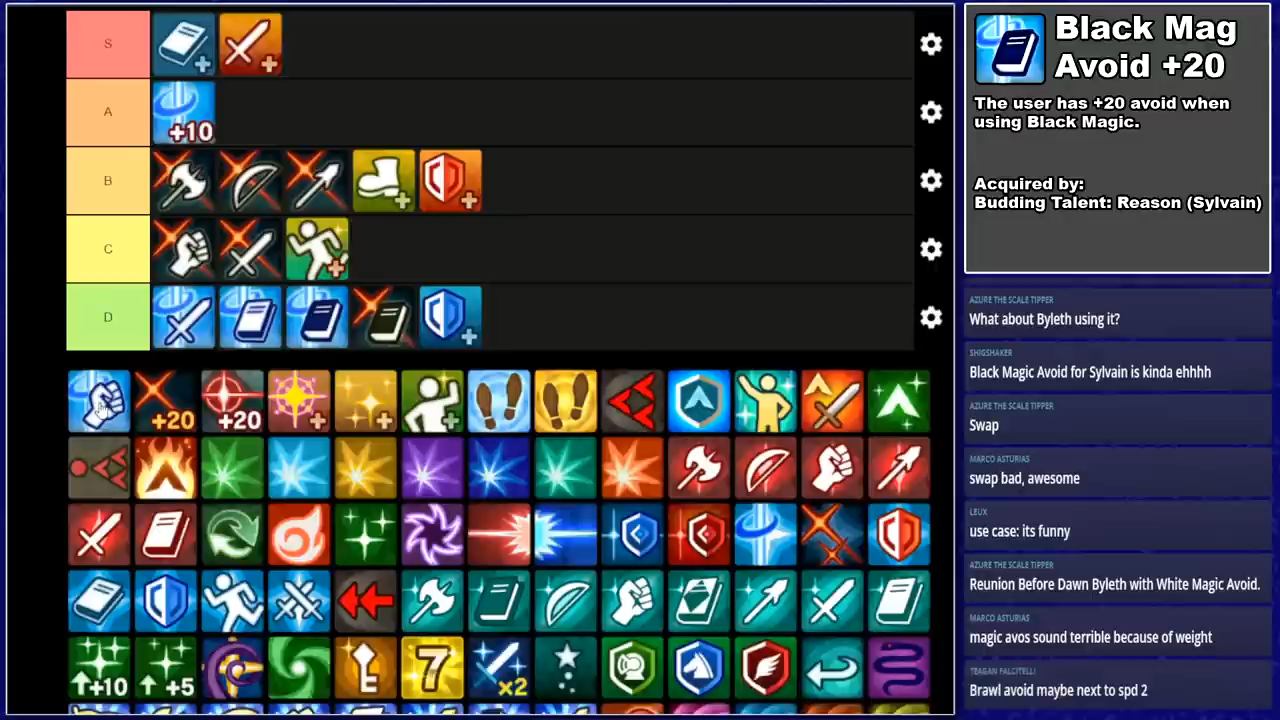 S
A
+10
B
C
D
+20
+20
+10
+5
7
x2
Black Mag
Avoid +20
The user has +20 avoid when
using Black Magic.
Acquired by:
Budding Talent: Reason (Sylvain)
AZURE THE SCALE TIPPER
What about Byleth using it?
SHIGSHAKER
Black Magic Avoid for Sylvain is kinda ehhhh
AZURE THE SCALE TIPPER
Swap
MARCO ASTURIAS
swap bad, awesome
LEUX
use case: its funny
AZURE THE SCALE TIPPER
Reunion Before Dawn Byleth with White Magic Avoid.
MARCO ASTURIAS
magic avos sound terrible because of weight
TEAGAN FALCITELLI
Brawl avoid maybe next to spd 2